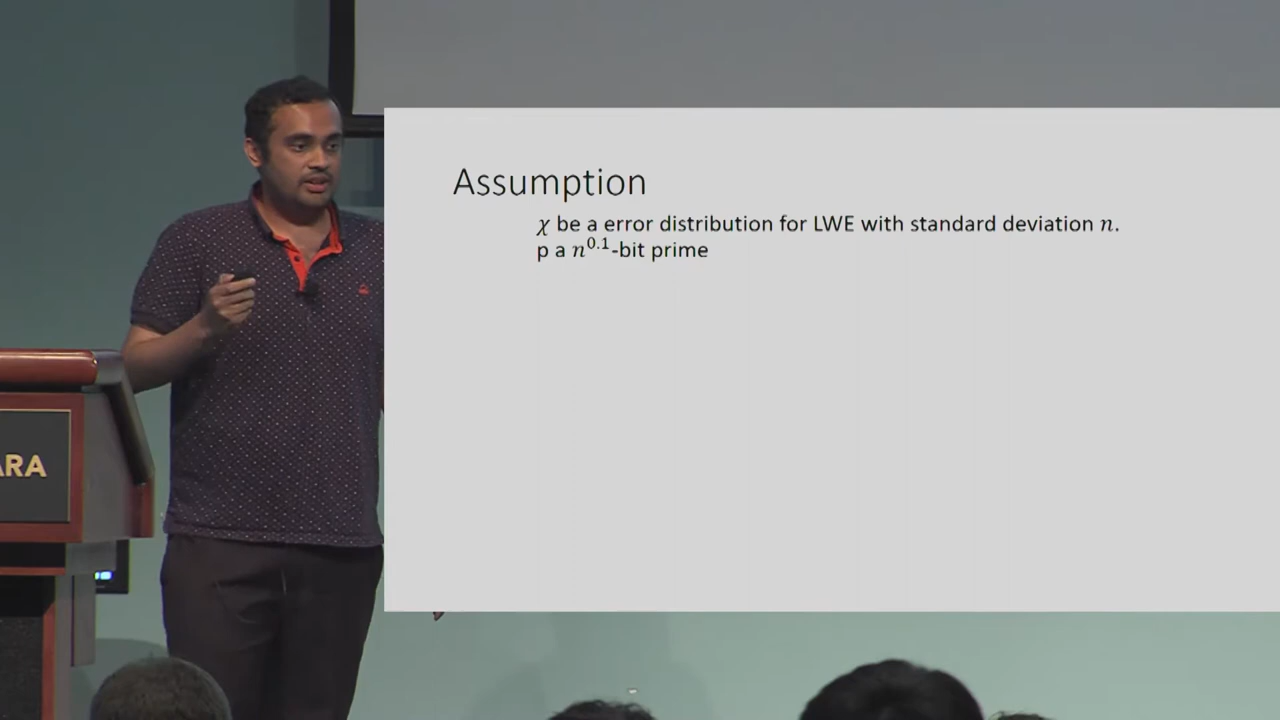 ARA
Assumption
χ be a error distribution for LWE with standard deviation n.
p a n^0.1-bit prime